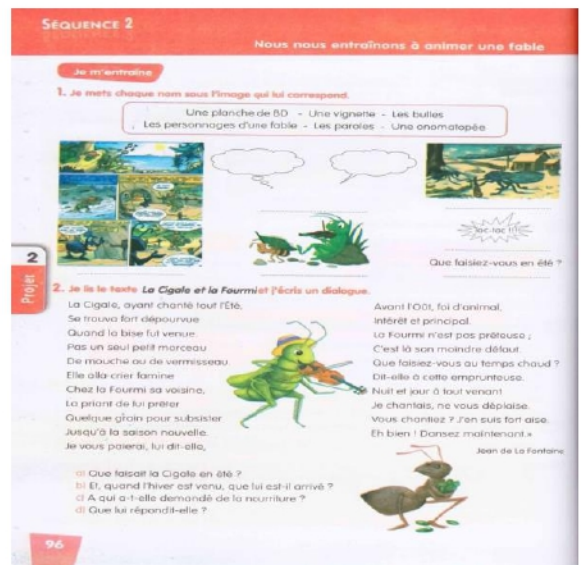 SÉQUENCE 2
Nous nous entraînons à animer une fable
Je m'entraîne
1. Je mets chaque nom sous l'image qui lui correspond.
Une planche de BD - Une vignette - Les bulles
Les personnages d'une fable - Les paroles - Une onomatopée
Toc-toc !!!
Que faisiez-vous en été ?
2
Projet
2. Je lis le texte La Cigale et la Fourmi et j'écris un dialogue.
La Cigale, ayant chanté tout l'Été,
Se trouva fort dépourvue
Quand la bise fut venue.
Pas un seul petit morceau
De mouche ou de vermisseau.
Elle alla crier famine
Chez la Fourmi sa voisine,
La priant de lui prêter
Quelque grain pour subsister
Jusqu'à la saison nouvelle.
Je vous paierai, lui dit-elle,
Avant l'Oût, foi d'animal,
Intérêt et principal.
La Fourmi n'est pas prêteuse ;
C'est là son moindre défaut.
Que faisiez-vous au temps chaud ?
Dit-elle à cette emprunteuse.
Nuit et jour à tout venant
Je chantais, ne vous déplaise.
Vous chantiez ? J'en suis fort aise.
Eh bien ! Dansez maintenant.»
Jean de La Fontaine
a) Que faisait la Cigale en été ?
b) Et, quand l'hiver est venu, que lui est-il arrivé ?
c) A qui a-t-elle demandé de la nourriture ?
d) Que lui répondit-elle ?
96